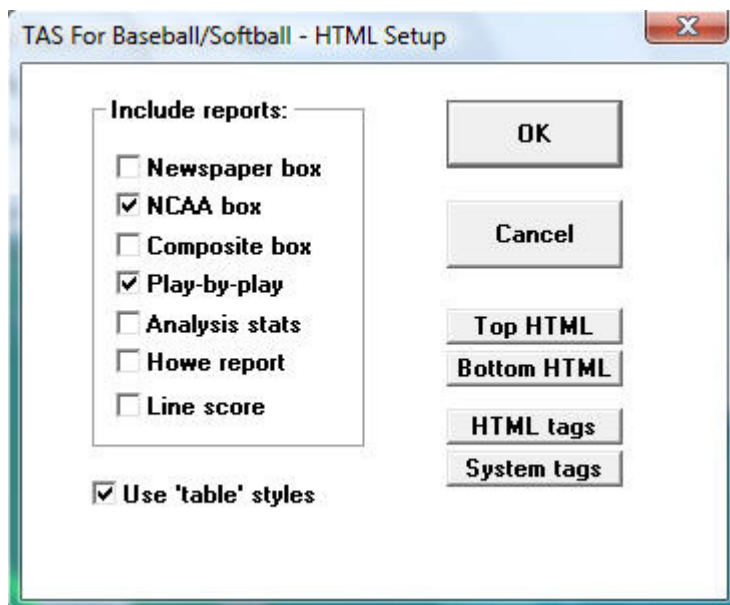 TAS For Baseball/Softball - HTML Setup
Include reports:
Newspaper box
NCAA box
Composite box
Play-by-play
Analysis stats
Howe report
Line score
Use 'table' styles
OK
Cancel
Top HTML
Bottom HTML
HTML tags
System tags